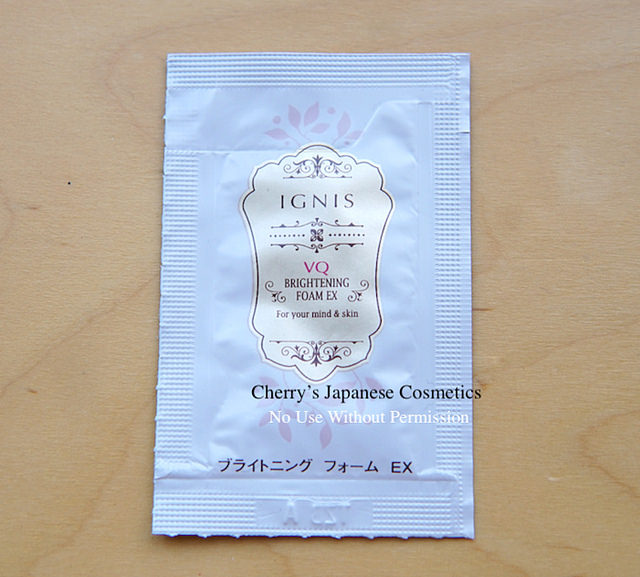 IGNIS
VQ
BRIGHTENING
FOAM EX
For your mind & skin
Cherry's Japanese Cosmetics
No Use Without Permission
ブライトニング フォーム EX